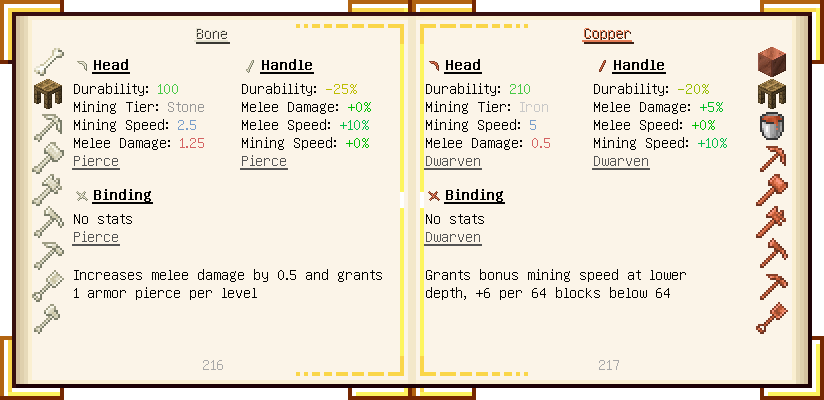 Bone
Head
Durability: 100
Mining Tier: Stone
Mining Speed: 2.5
Melee Damage: 1.25
Pierce
Handle
Durability: -25%
Melee Damage: +0%
Melee Speed: +10%
Mining Speed: +0%
Pierce
Binding
No stats
Pierce
Increases melee damage by 0.5 and grants
1 armor pierce per level
216
Copper
Head
Durability: 210
Mining Tier: Iron
Mining Speed: 5
Melee Damage: 0.5
Dwarven
Handle
Durability: -20%
Melee Damage: +5%
Melee Speed: +0%
Mining Speed: +10%
Dwarven
Binding
No stats
Dwarven
Grants bonus mining speed at lower
depth, +6 per 64 blocks below 64
217